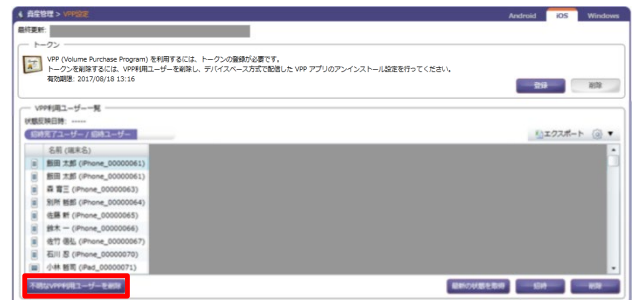 資産管理 > VPP設定
Android iOS Windows
最終更新:
トークン
VPP (Volume Purchase Program) を利用するには、トークンの登録が必要です。
トークンを削除するには、VPP利用ユーザーを削除し、デバイスベース方式で配信した VPP アプリのアンインストール設定を行ってください。
有効期限: 2017/08/18 13:16
登録 削除
VPP利用ユーザー一覧
状態反映日時: -----
招待完了ユーザー / 招待ユーザー
エクスポート
名前 (端末名)
飯田 太郎 (iPhone_00000061)
飯田 太郎 (iPhone_00000061)
森 (iPhone_00000063)
別所 哲郎 (iPhone_00000064)
佐藤 新 (iPhone_00000065)
鈴木 一 (iPhone_00000066)
佐竹 信弘 (iPhone_00000067)
石川 忍 (iPhone_00000070)
小林 哲司 (iPad_00000071)
不明なVPP利用ユーザーを削除
最新の状態を取得 招待 削除